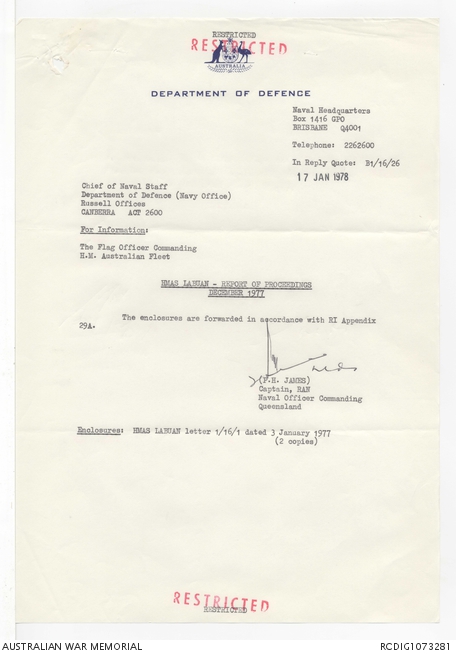 RESTRICTED
RESTRICTED
AUSTRALIA
DEPARTMENT OF DEFENCE
Naval Headquarters
Box 1416 GPO
BRISBANE Q4001
Telephone: 2262600
In Reply Quote: B1/16/26
17 JAN 1978
Chief of Naval Staff
Department of Defence (Navy Office)
Russell Offices
CANBERRA ACT 2600
For Information:
The Flag Officer Commanding
H.M. Australian Fleet
HMAS LABUAN - REPORT OF PROCEEDINGS
DECEMBER 1977
The enclosures are forwarded in accordance with RI Appendix
29A.
(F.H. JAMES)
Captain, RAN
Naval Officer Commanding
Queensland
Enclosures: HMAS LABUAN letter 1/16/1 dated 3 January 1977
(2 copies)
RESTRICTED
RESTRICTED
AUSTRALIAN WAR MEMORIAL
RCDIG1073281